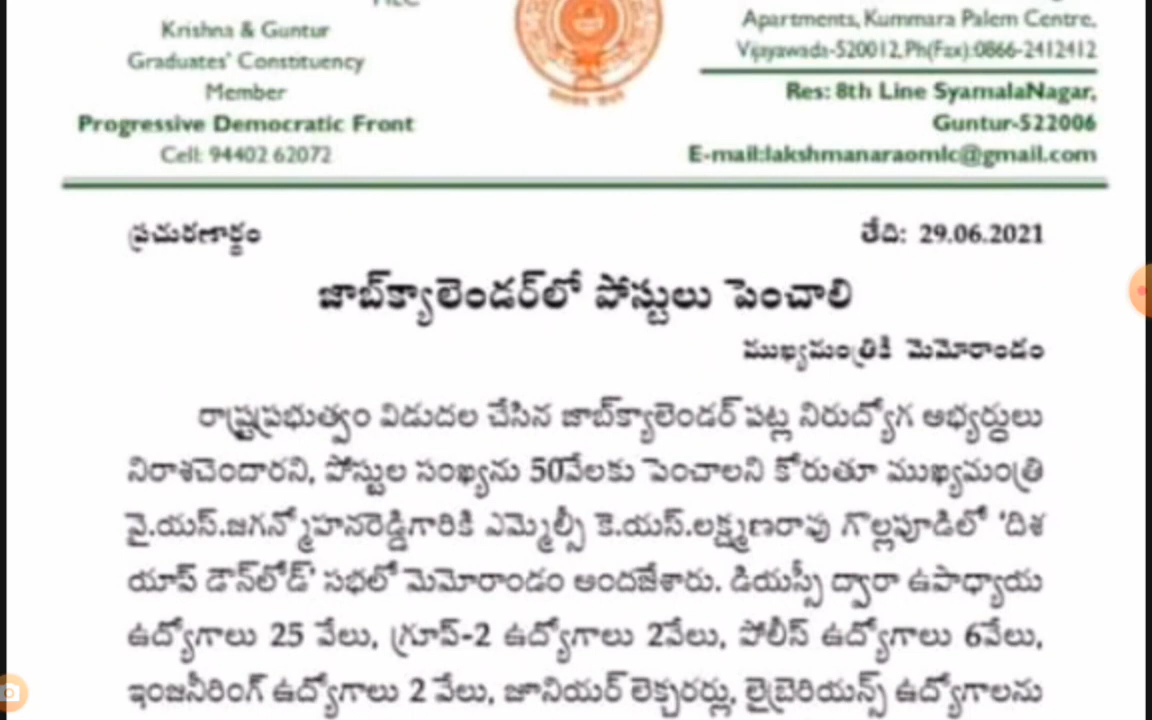 Krishna & Guntur
Graduates' Constituency
Member
Progressive Democratic Front
Cell: 94402 62072
Apartments, Kummara Palem Centre,
Vijayawada-520012,Ph(Fax):0866-2412412
Res: 8th Line SyamalaNagar,
Guntur-522006
E-mail:lakshmanaraomlc@gmail.com
ప్రచురణార్థం
తేది: 29.06.2021
జాబ్‌క్యాలెండర్‌లో పోస్టులు పెంచాలి
ముఖ్యమంత్రికి మెమోరాండం
రాష్ట్రప్రభుత్వం విడుదల చేసిన జాబ్‌క్యాలెండర్ పట్ల నిరుద్యోగ అభ్యర్థులు
నిరాశచెందారని, పోస్టుల సంఖ్యను 50వేలకు పెంచాలని కోరుతూ ముఖ్యమంత్రి
వై.యస్.జగన్మోహనరెడ్డిగారికి ఎమ్మెల్సీ కె.యస్.లక్ష్మణరావు గొల్లపూడిలో 'దిశ
యాప్ డౌన్‌లోడ్' సభలో మెమోరాండం అందజేశారు. డియస్సీ ద్వారా ఉపాధ్యాయ
ఉద్యోగాలు 25 వేలు, గ్రూప్-2 ఉద్యోగాలు 2వేలు, పోలీస్ ఉద్యోగాలు 6వేలు,
ఇంజనీరింగ్ ఉద్యోగాలు 2 వేలు, జూనియర్ లెక్చరర్లు, లైబ్రెరియన్స్ ఉద్యోగాలను